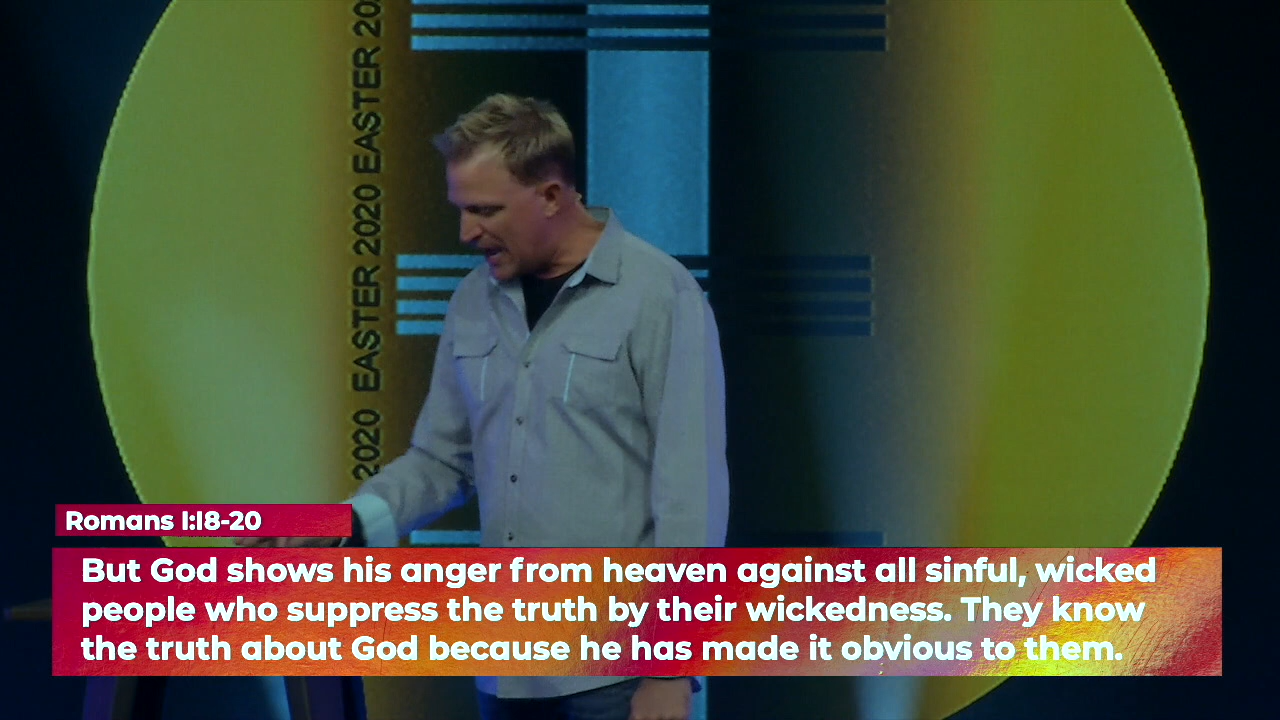 2020 EASTER 2020 EASTER 20
Romans 1:18-20
But God shows his anger from heaven against all sinful, wicked
people who suppress the truth by their wickedness. They know
the truth about God because he has made it obvious to them.